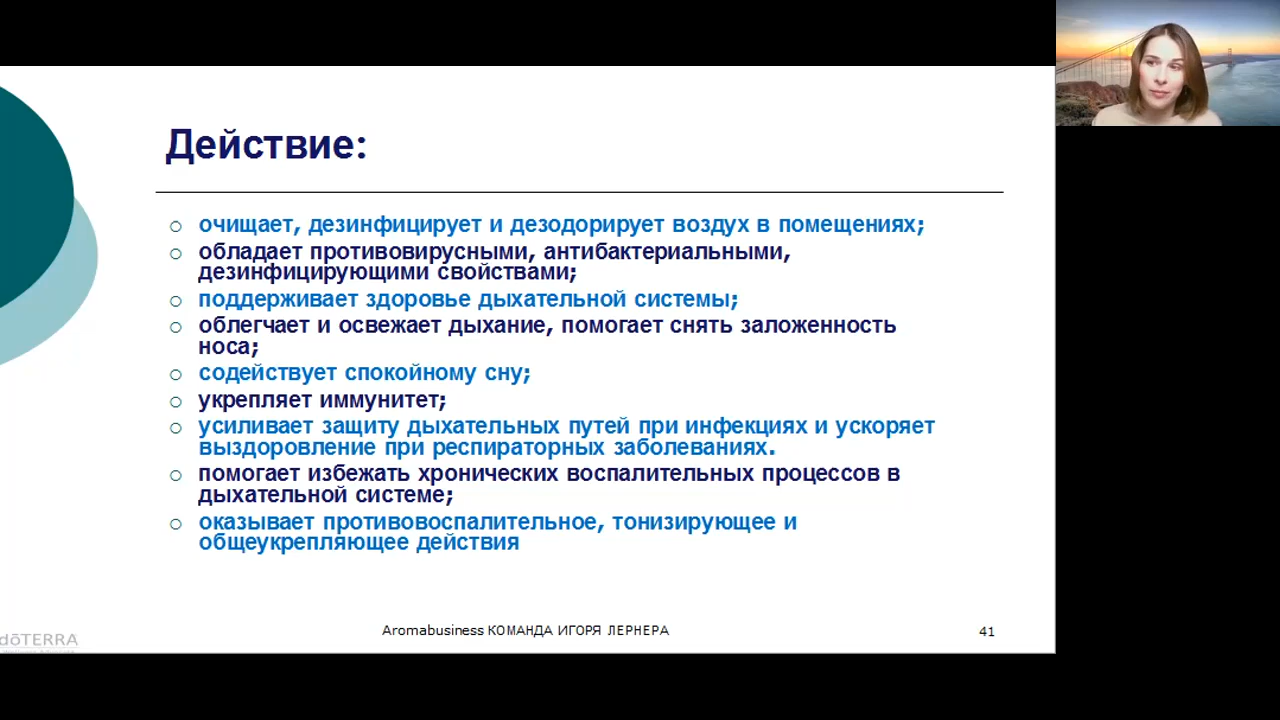 Действие:
очищает, дезинфицирует и дезодорирует воздух в помещениях;
обладает противовирусными, антибактериальными,
дезинфицирующими свойствами;
поддерживает здоровье дыхательной системы;
облегчает и освежает дыхание, помогает снять заложенность
носа;
содействует спокойному сну;
укрепляет иммунитет;
усиливает защиту дыхательных путей при инфекциях и ускоряет
выздоровление при респираторных заболеваниях.
помогает избежать хронических воспалительных процессов в
дыхательной системе;
оказывает противовоспалительное, тонизирующее и
общеукрепляющее действия
dōTERRA
Aromabusiness КОМАНДА ИГОРЯ ЛЕРНЕРА
41